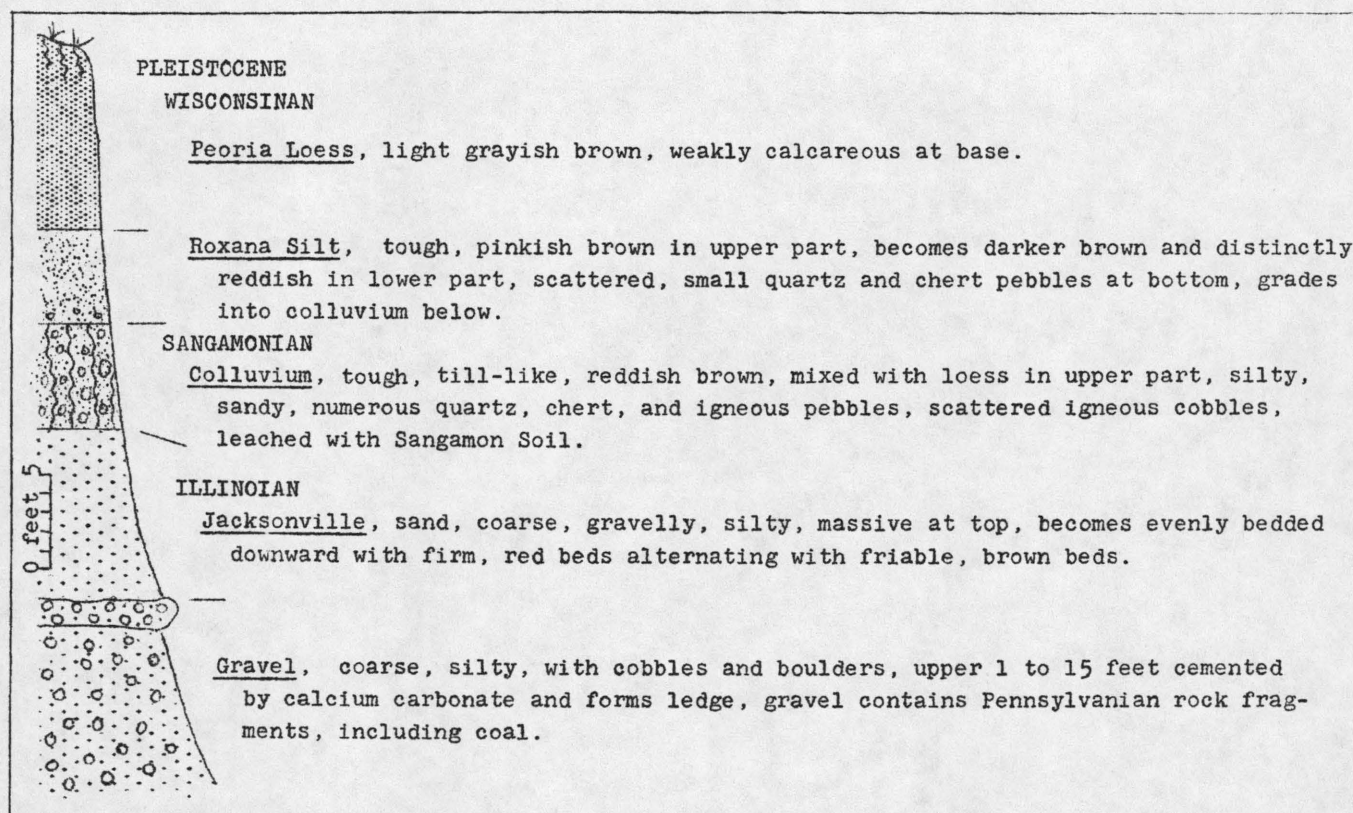 PLEISTOCENE
WISCONSINAN
Peoria Loess, light grayish brown, weakly calcareous at base.
Roxana Silt, tough, pinkish brown in upper part, becomes darker brown and distinctly
reddish in lower part, scattered, small quartz and chert pebbles at bottom, grades
into colluvium below.
SANGAMONIAN
Colluvium, tough, till-like, reddish brown, mixed with loess in upper part, silty,
sandy, numerous quartz, chert, and igneous pebbles, scattered igneous cobbles,
leached with Sangamon Soil.
ILLINOIAN
Jacksonville, sand, coarse, gravelly, silty, massive at top, becomes evenly bedded
downward with firm, red beds alternating with friable, brown beds.
0 feet 5
Gravel, coarse, silty, with cobbles and boulders, upper 1 to 15 feet cemented
by calcium carbonate and forms ledge, gravel contains Pennsylvanian rock frag-
ments, including coal.